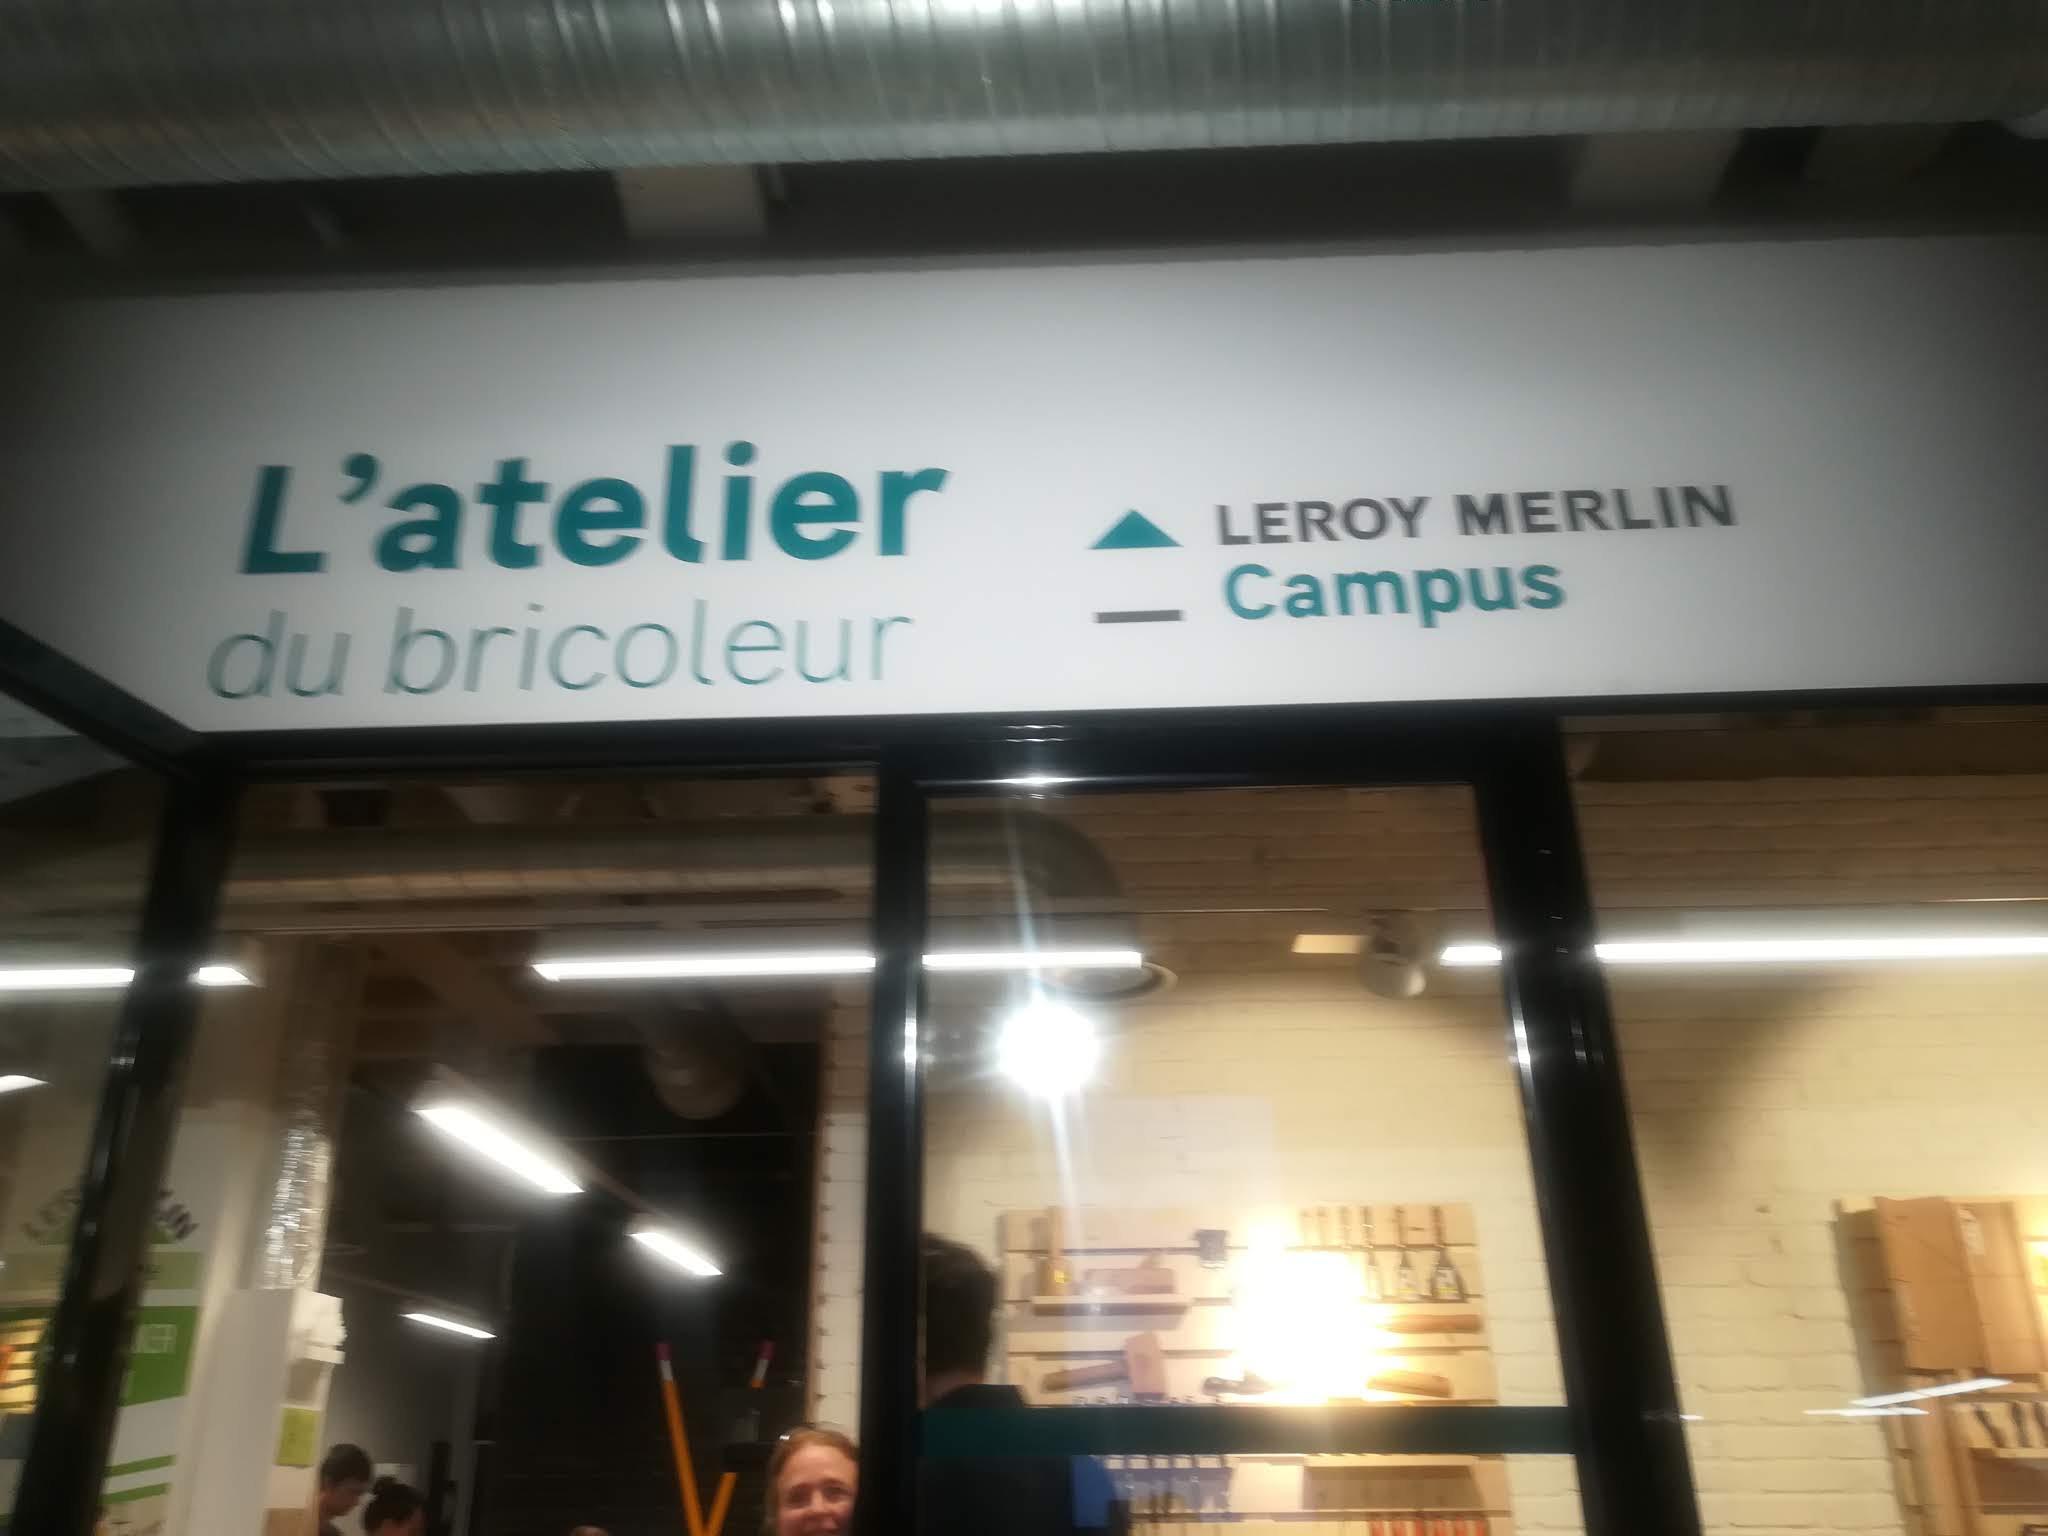 L'atelier
du bricoleur
LEROY MERLIN
Campus